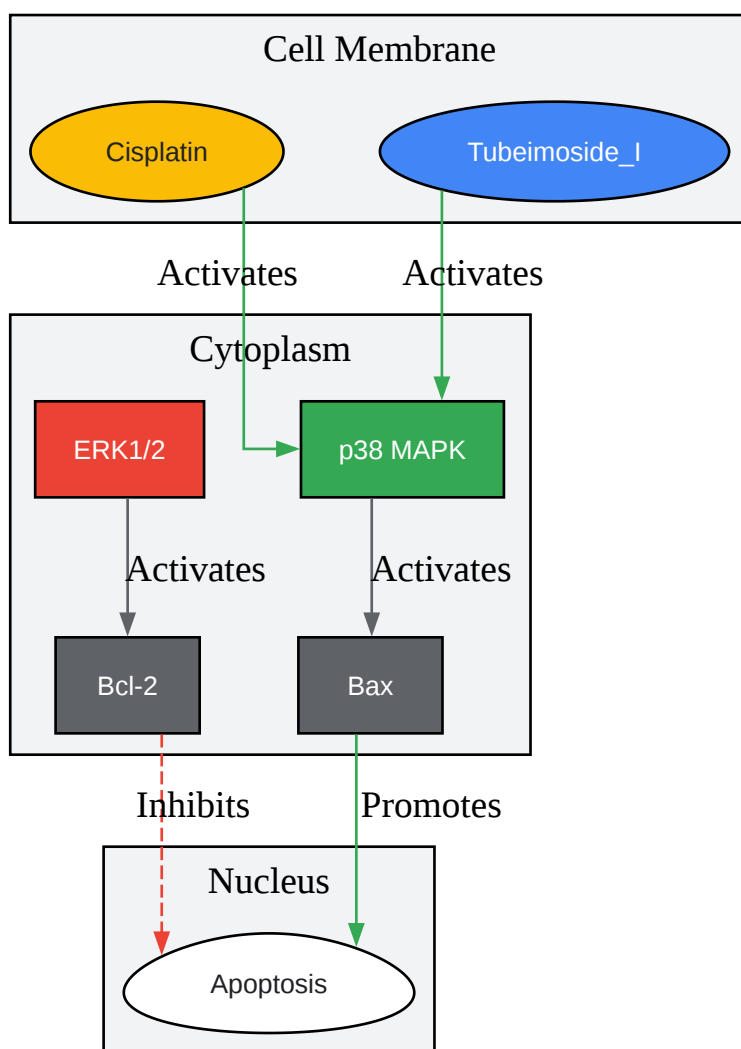 Cell Membrane
Cisplatin
Tubeimoside_I
Activates
Activates
Cytoplasm
ERK1/2
p38 MAPK
Activates
Activates
Bcl-2
Bax
Inhibits
Promotes
Nucleus
Apoptosis